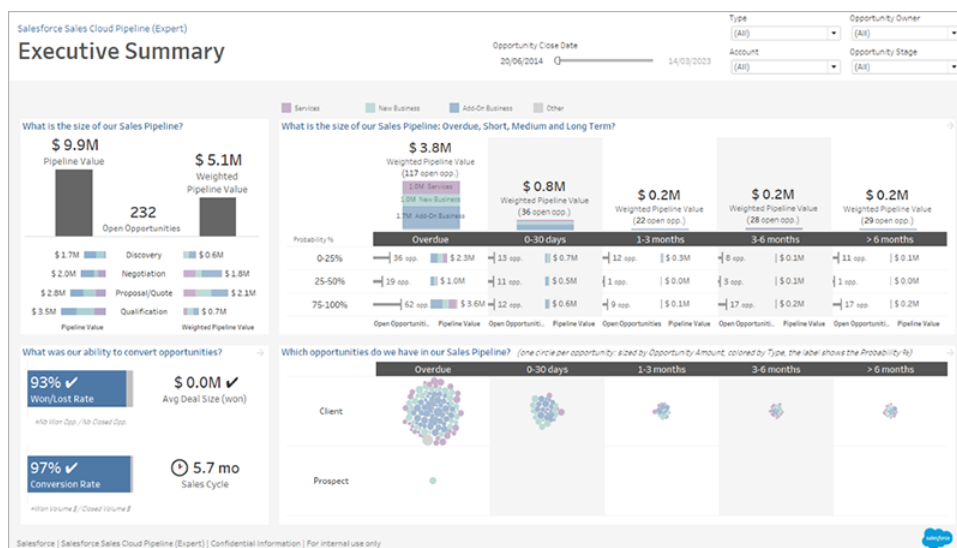 Salesforce Sales Cloud Pipeline (Expert)
Executive Summary
Opportunity Close Date
20/06/2014
14/03/2023
Type
(All)
Opportunity Owner
(All)
Account
(All)
Opportunity Stage
(All)
Services
New Business
Add-On Business
Other
What is the size of our Sales Pipeline?
$ 9.9M
Pipeline Value
$ 5.1M
Weighted
Pipeline Value
232
Open Opportunities
$ 1.7M Discovery $ 0.6M
$ 2.0M Negotiation $ 1.8M
$ 2.8M Proposal/Quote $ 2.1M
$ 3.5M Qualification $ 0.7M
Pipeline Value Weighted Pipeline Value
What is the size of our Sales Pipeline: Overdue, Short, Medium and Long Term?
$ 3.8M
Weighted Pipeline Value
(117 open opp.)
1.0M Services
1.0M New Business
1.7M Add-On Business
$ 0.8M
Weighted Pipeline Value
(36 open opp.)
$ 0.2M
Weighted Pipeline Value
(22 open opp.)
$ 0.2M
Weighted Pipeline Value
(28 open opp.)
$ 0.2M
Weighted Pipeline Value
(29 open opp.)
Probability % Overdue 0-30 days 1-3 months 3-6 months > 6 months
0-25% 36 opp. $ 2.3M 13 opp. $ 0.7M 12 opp. $ 0.3M 8 opp. $ 0.1M 11 opp. $ 0.1M
25-50% 19 opp. $ 1.0M 11 opp. $ 0.5M 1 opp. $ 0.0M 3 opp. $ 0.1M 1 opp. $ 0.0M
75-100% 62 opp. $ 3.6M 12 opp. $ 0.6M 9 opp. $ 0.1M 17 opp. $ 0.2M 17 opp. $ 0.2M
Open Opportuniti.. Pipeline Value Open Opportuniti.. Pipeline Value Open Opportunities Pipeline Value Open Opportuniti.. Pipeline Value Open Opportuniti.. Pipeline Value
What was our ability to convert opportunities?
93% ✔
Won/Lost Rate
$ 0.0M ✔
Avg Deal Size (won)
=Nb Won Opp. / Nb Closed Opp.
97% ✔
Conversion Rate
5.7 mo
Sales Cycle
=Won Volume $ / Closed Volume $
Which opportunities do we have in our Sales Pipeline? (one circle per opportunity: sized by Opportunity Amount, colored by Type, the label shows the Probability %)
Overdue 0-30 days 1-3 months 3-6 months > 6 months
Client
Prospect
Salesforce | Salesforce Sales Cloud Pipeline (Expert) | Confidential Information | For internal use only
salesforce